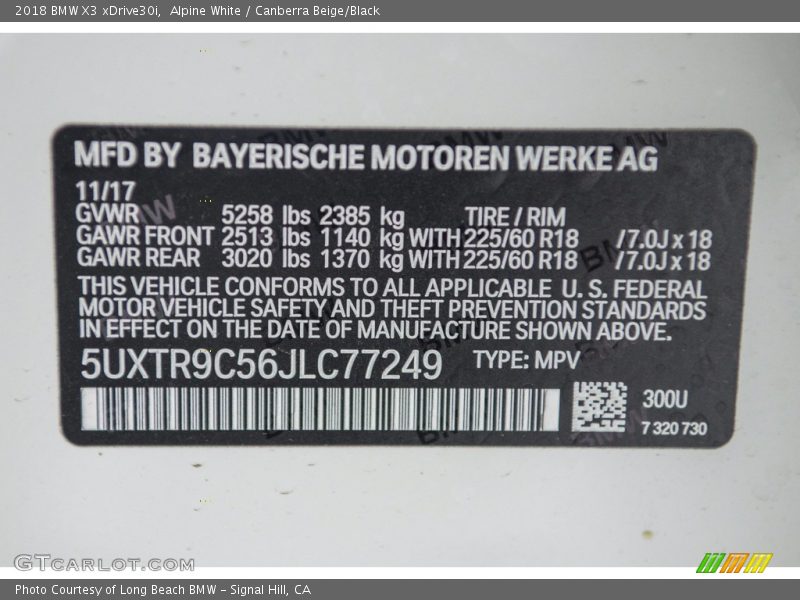 2018 BMW X3 xDrive30i, Alpine White / Canberra Beige/Black
MFD BY BAYERISCHE MOTOREN WERKE AG
11/17
GVWR 5258 lbs 2385 kg TIRE / RIM
GAWR FRONT 2513 lbs 1140 kg WITH 225/60 R18 /7.0J x 18
GAWR REAR 3020 lbs 1370 kg WITH 225/60 R18 /7.0J x 18
THIS VEHICLE CONFORMS TO ALL APPLICABLE U. S. FEDERAL
MOTOR VEHICLE SAFETY AND THEFT PREVENTION STANDARDS
IN EFFECT ON THE DATE OF MANUFACTURE SHOWN ABOVE.
5UXTR9C56JLC77249 TYPE: MPV
300U
7 320 730
GTCarLot.com
Photo Courtesy of Long Beach BMW - Signal Hill, CA